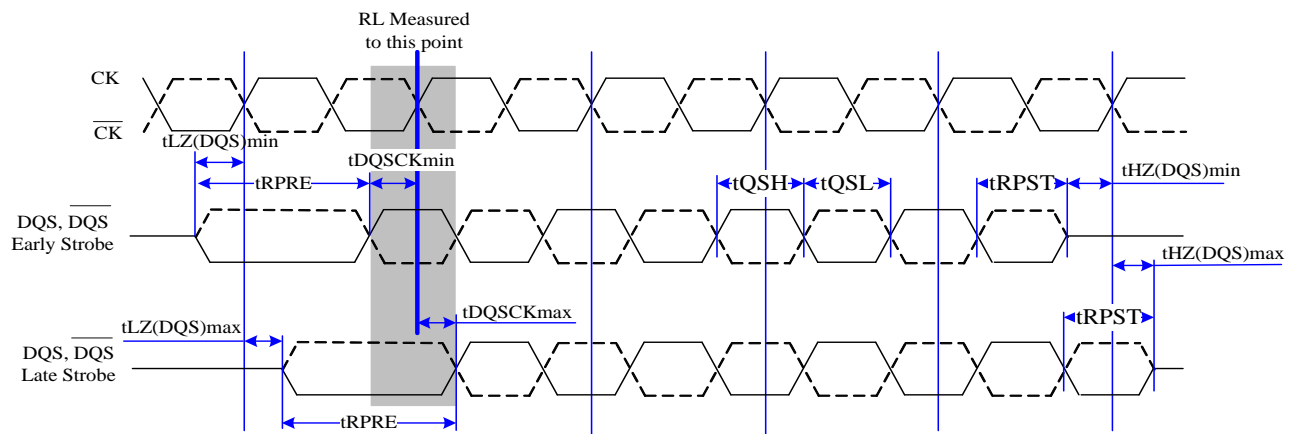 RL Measured
to this point
CK
CK
tLZ(DQS)min
tDQSCKmin
tRPRE
tQSH
tQSL
tRPST
tHZ(DQS)min
DQS, DQS
Early Strobe
tHZ(DQS)max
tDQSCKmax
tLZ(DQS)max
tRPST
DQS, DQS
Late Strobe
tRPRE